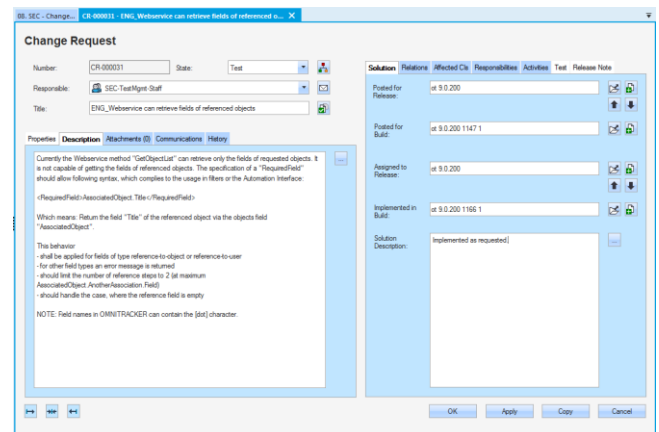 08. SEC - Change...
CR-000031 - ENG_Webservice can retrieve fields of referenced o...
Change Request
Number:
CR-000031
State:
Test
Responsible:
SEC-TestMgmt-Staff
Title:
ENG_Webservice can retrieve fields of referenced objects
Properties Description Attachments (0) Communications History
Currently the Webservice method "GetObjectList" can retrieve only the fields of requested objects. It
is not capable of getting the fields of referenced objects. The specification of a "RequiredField"
should allow following syntax, which complies to the usage in filters or the Automation Interface:
<RequiredField>AssociatedObject.Title</RequiredField>
Which means: Return the field "Title" of the referenced object via the objects field
"AssociatedObject".
This behavior
- shall be applied for fields of type reference-to-object or reference-to-user
- for other field types an error message is returned
- should limit the number of reference steps to 2 (at maximum
AssociatedObject.AnotherAssociation.Field)
- should handle the case, where the reference field is empty
NOTE: Field names in OMNITRACKER can contain the [dot] character.
Solution Relations Affected CIs Responsibilities Activities Test Release Note
Posted for
Release:
ot 9.0.200
Posted for
Build:
ot 9.0.200 1147 1
Assigned to
Release:
ot 9.0.200
Implemented in
Build:
ot 9.0.200 1166 1
Solution
Description:
Implemented as requested.
OK Apply Copy Cancel